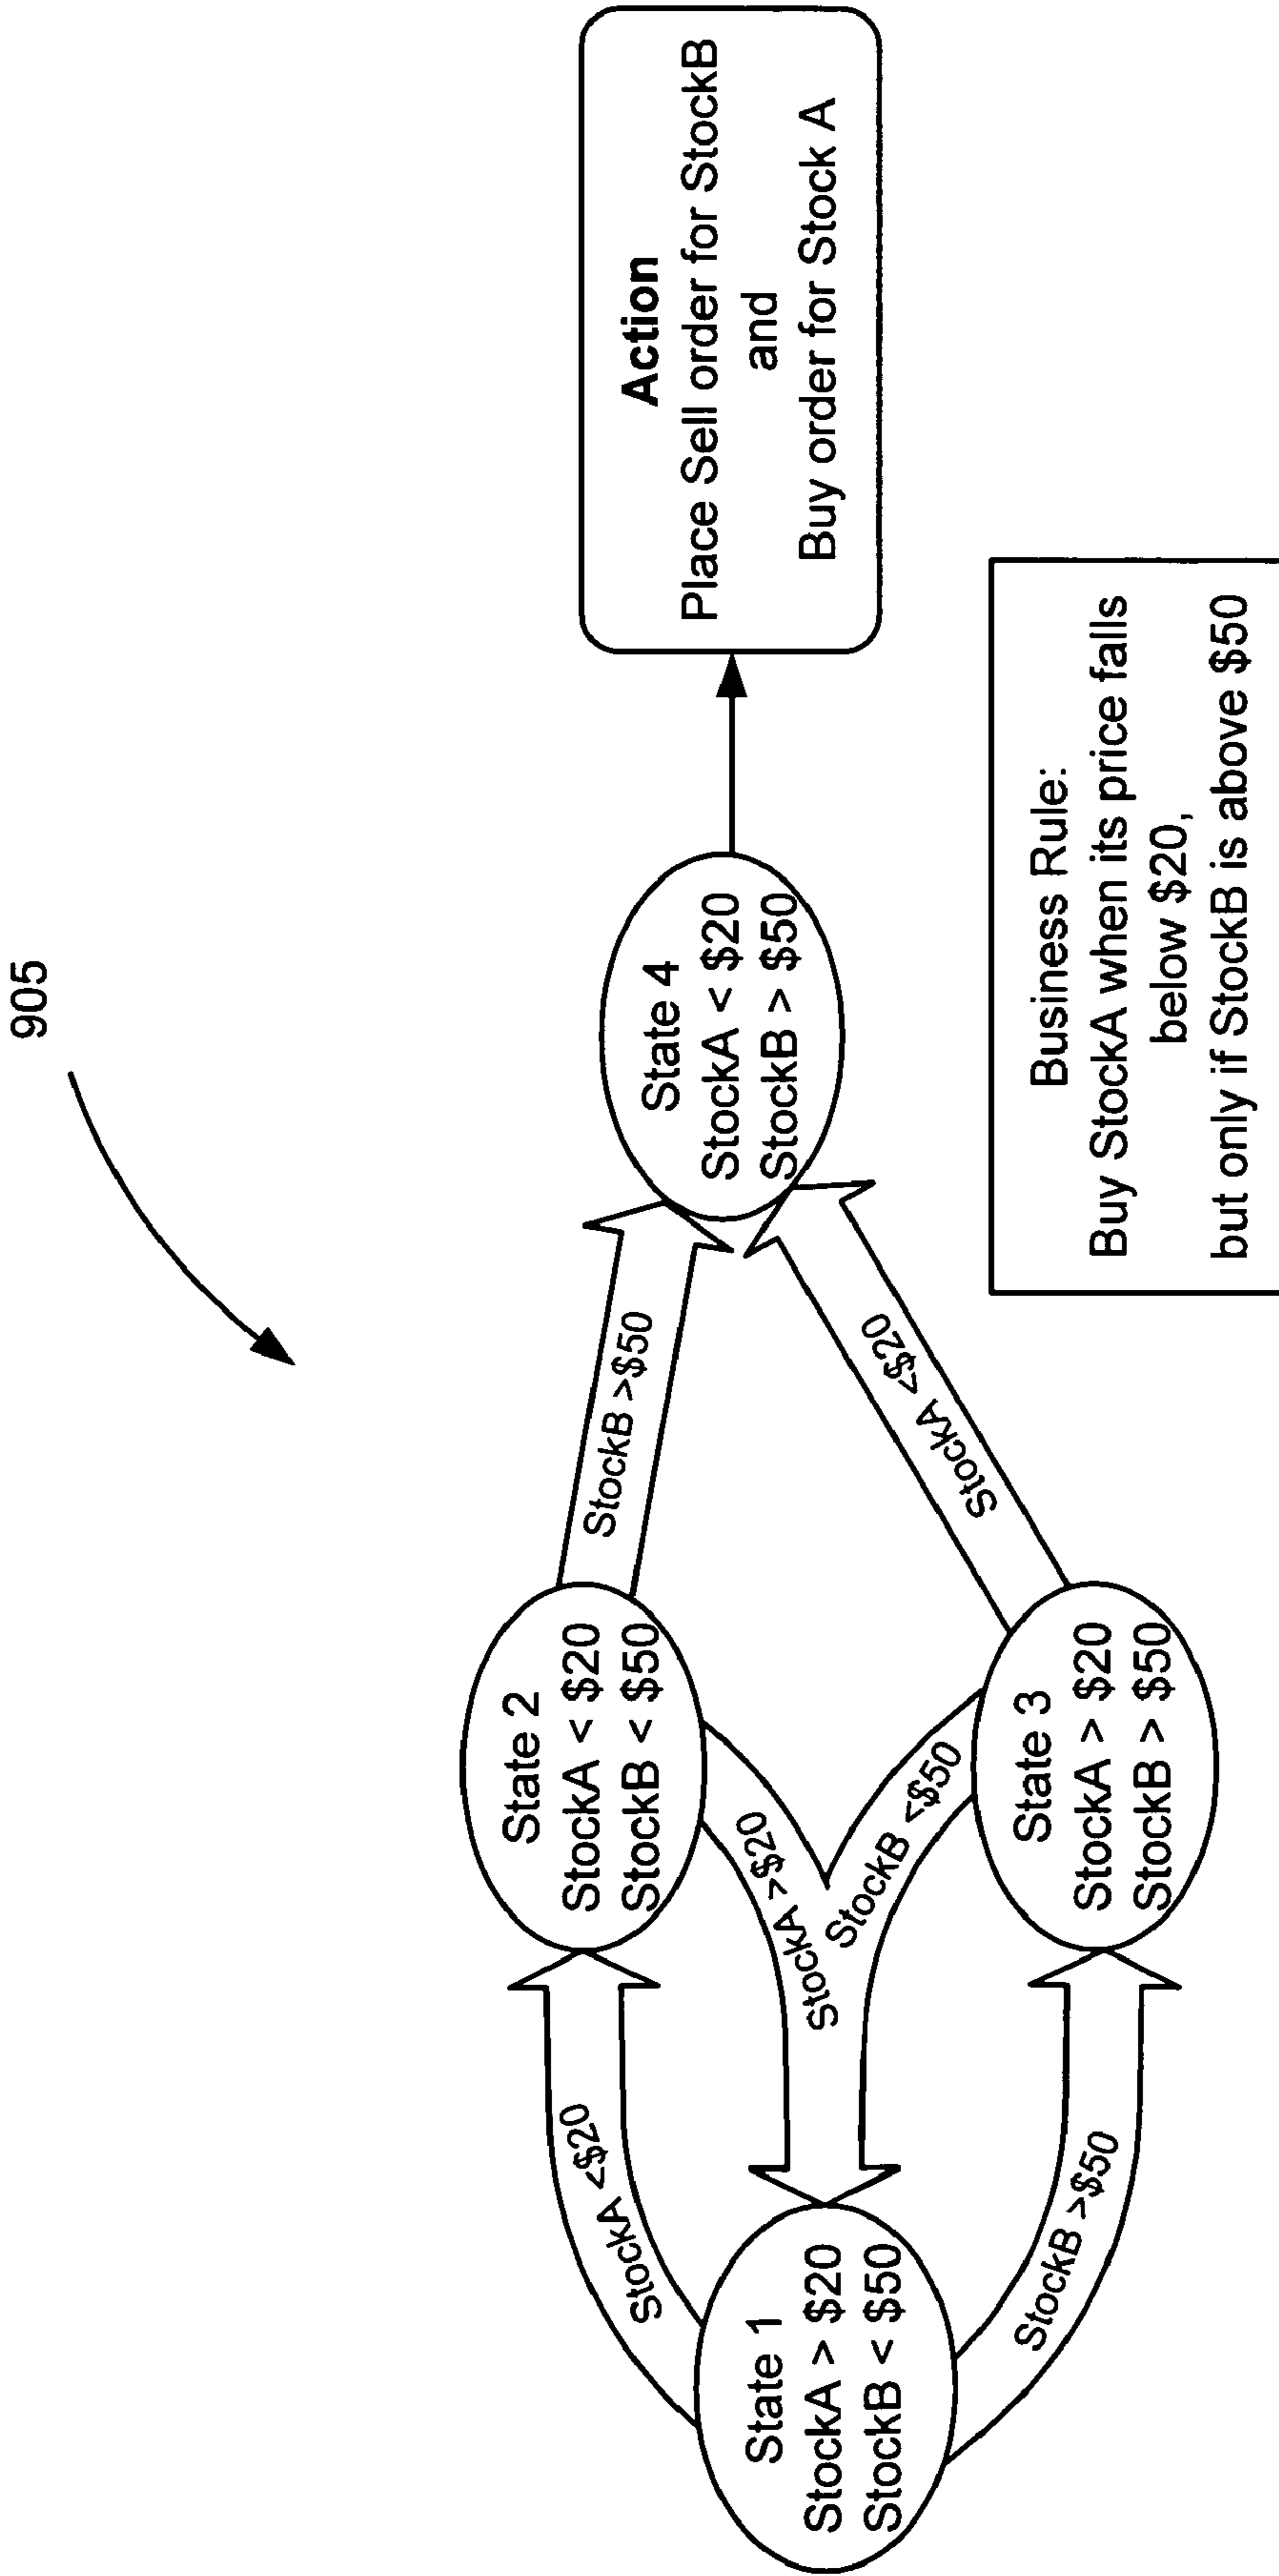 905
State 1
StockA > $20
StockB < $50
StockA <$20
StockB >$50
StockA >$20
StockB <$50
State 2
StockA < $20
StockB < $50
State 3
StockA > $20
StockB > $50
StockB >$50
StockA <$20
State 4
StockA < $20
StockB > $50
Action
Place Sell order for StockB
and
Buy order for Stock A
Business Rule:
Buy StockA when its price falls
below $20,
but only if StockB is above $50